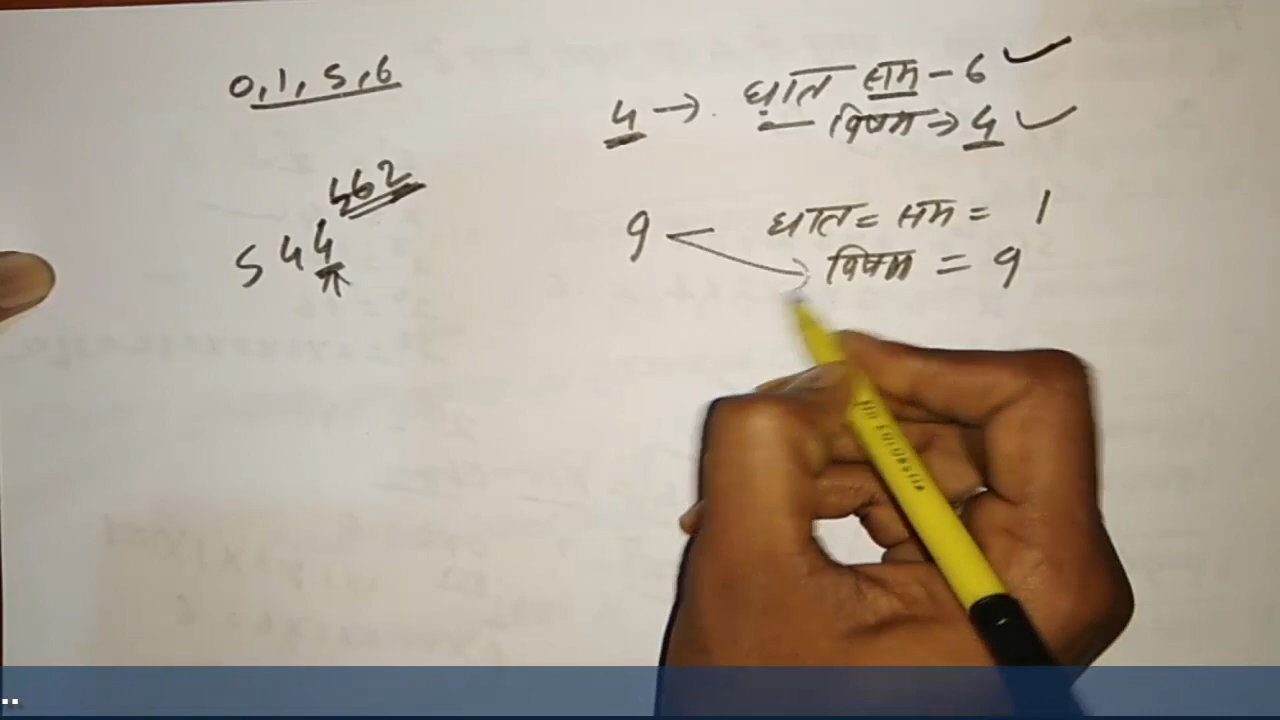 0, 1, 5, 6
544^462
4 → घात सम - 6 ✓
विषम → 4 ✓
9 घात = सम = 1
विषम = 9
..